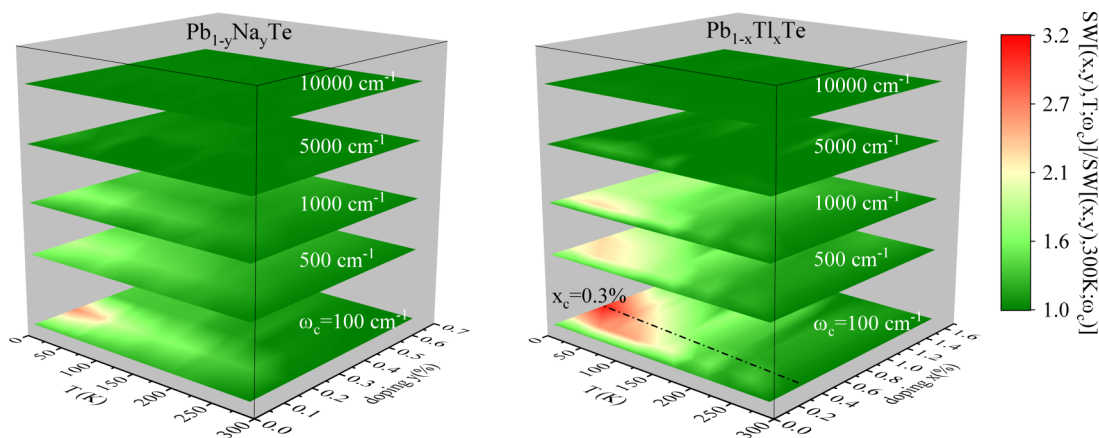 Pb₁₋yNayTe
10000 cm⁻¹
5000 cm⁻¹
1000 cm⁻¹
500 cm⁻¹
ω_c=100 cm⁻¹
0
50
100
150
200
250
300
T (K)
0.0
0.1
0.2
0.3
0.4
0.5
0.6
0.7
doping y(%)
Pb₁₋ₓTlₓTe
10000 cm⁻¹
5000 cm⁻¹
1000 cm⁻¹
500 cm⁻¹
x_c=0.3%
ω_c=100 cm⁻¹
0
50
100
150
200
250
300
T (K)
0.0
0.2
0.4
0.6
0.8
1.0
1.2
1.4
1.6
doping x(%)
3.2
2.7
2.1
1.6
1.0
SW[(x,y),T;ω_c)]/SW[(x,y),300K;ω_c)]